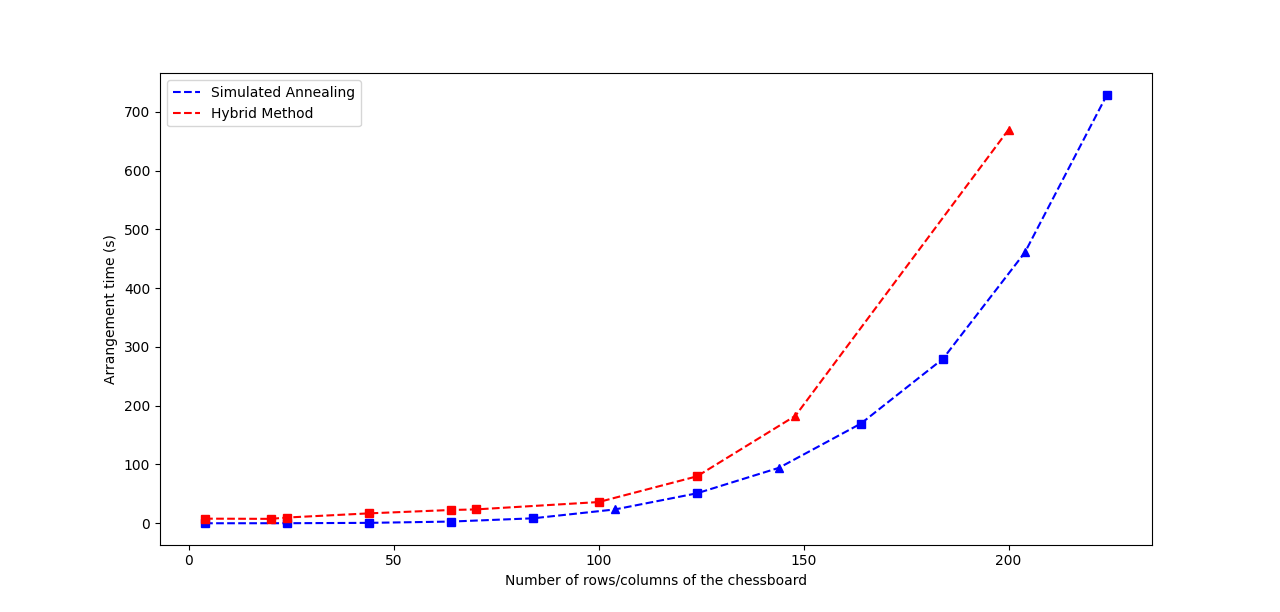 Simulated Annealing
Hybrid Method
Arrangement time (s)
700
600
500
400
300
200
100
0
0 50 100 150 200
Number of rows/columns of the chessboard